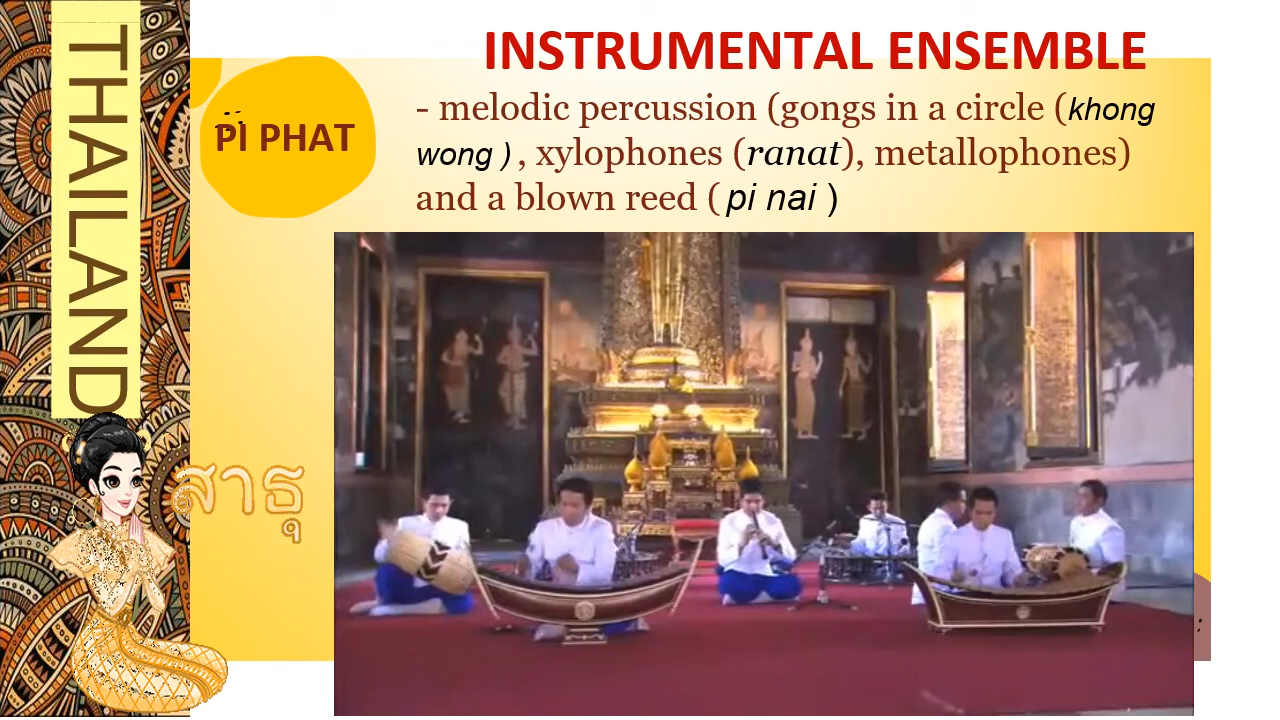 THAILAND
INSTRUMENTAL ENSEMBLE
PI PHAT
- melodic percussion (gongs in a circle (khong
wong ) , xylophones (ranat), metallophones)
and a blown reed ( pi nai )
สาธุ